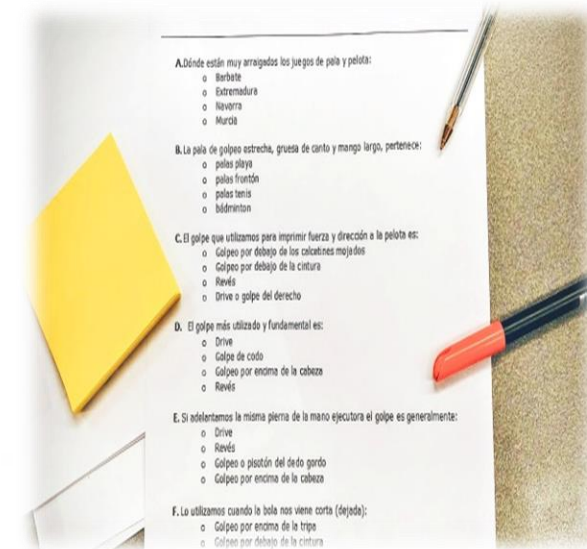 A.Dónde están muy arraigados los juegos de pala y pelota:
o Barbate
o Extremadura
o Navarra
o Murcia
B. La pala de golpeo estrecha, gruesa de canto y mango largo, pertenece:
o palas playa
o palas frontón
o palas tenis
o bádminton
C. El golpe que utilizamos para imprimir fuerza y dirección a la pelota es:
o Golpeo por debajo de los calcetines mojados
o Golpeo por debajo de la cintura
o Revés
o Drive o golpe del derecho
D. El golpe más utilizado y fundamental es:
o Drive
o Golpe de codo
o Golpeo por encima de la cabeza
o Revés
E. Si adelantamos la misma pierna de la mano ejecutora el golpe es generalmente:
o Drive
o Revés
o Golpeo o pisotón del dedo gordo
o Golpeo por encima de la cabeza
F. Lo utilizamos cuando la bola nos viene corta (dejada):
o Golpeo por encima de la tripa
o Golpeo por debajo de la cintura